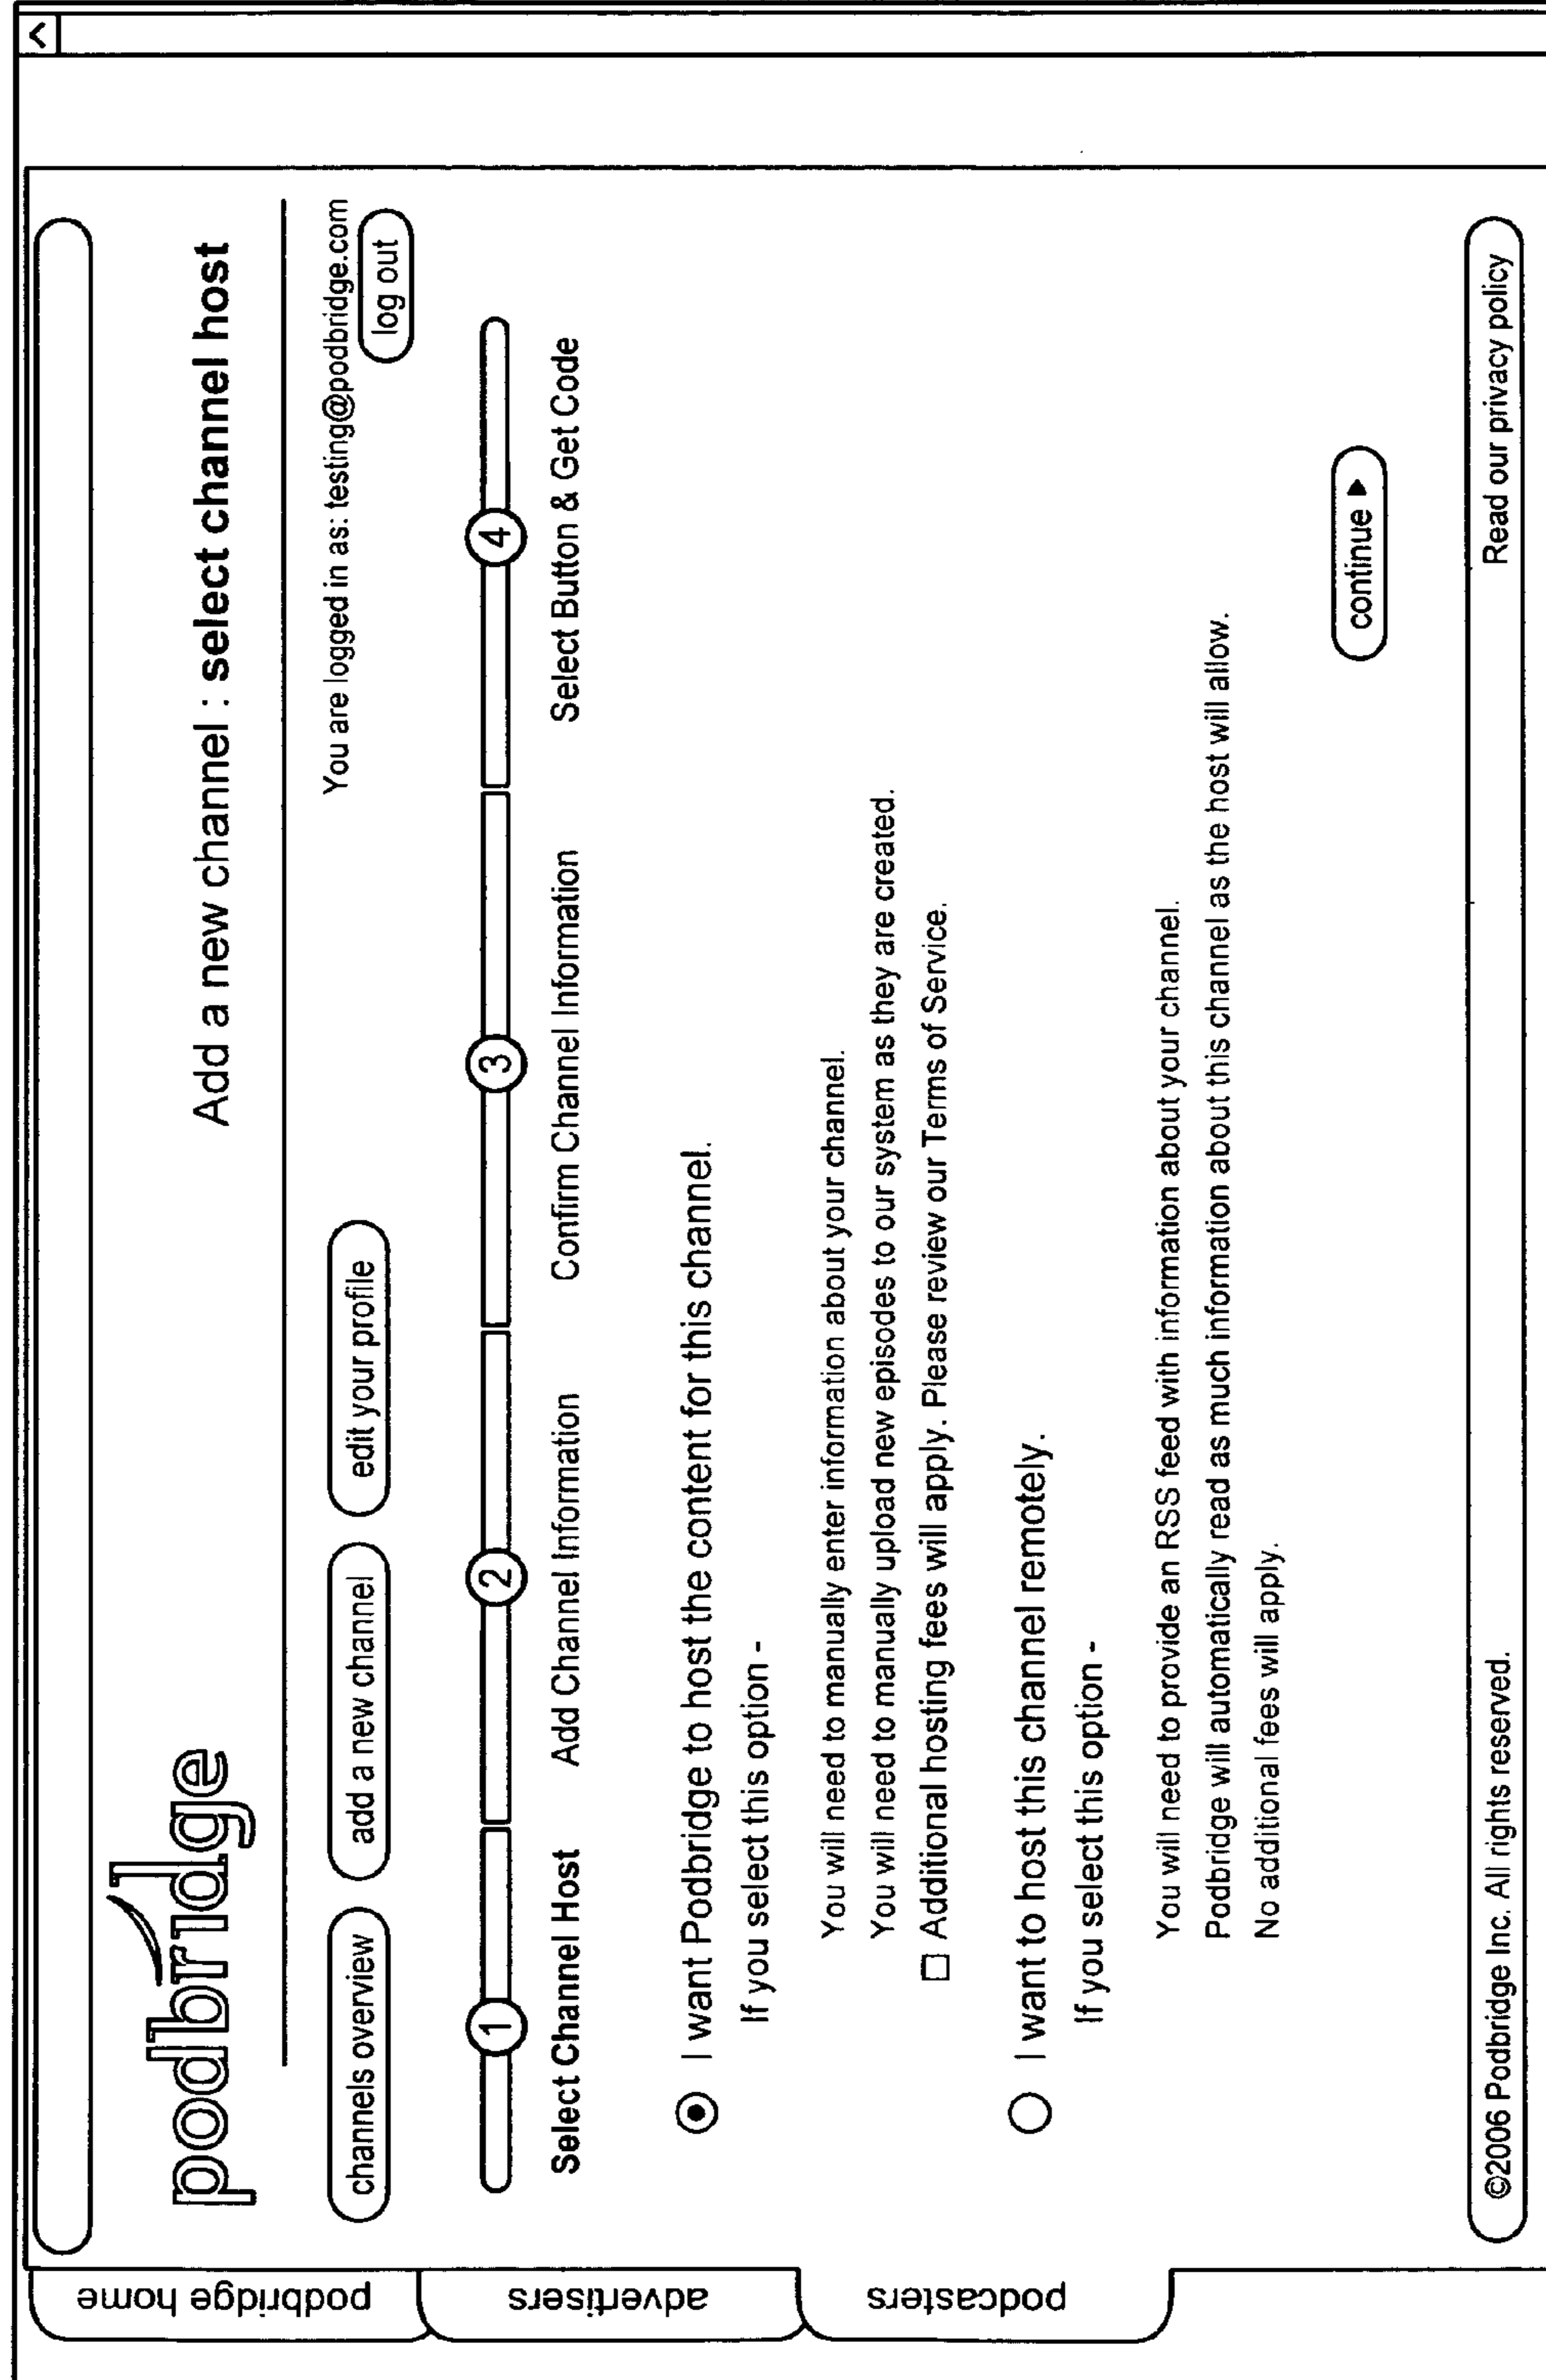 podbridge home
advertisers
podcasters
podbridge
Add a new channel : select channel host
channels overview
add a new channel
edit your profile
You are logged in as: testing@podbridge.com
log out
1
2
3
4
Select Channel Host
Add Channel Information
Confirm Channel Information
Select Button & Get Code
I want Podbridge to host the content for this channel.
If you select this option -
You will need to manually enter information about your channel.
You will need to manually upload new episodes to our system as they are created.
Additional hosting fees will apply. Please review our Terms of Service.
I want to host this channel remotely.
If you select this option -
You will need to provide an RSS feed with information about your channel.
Podbridge will automatically read as much information about this channel as the host will allow.
No additional fees will apply.
continue ►
©2006 Podbridge Inc. All rights reserved.
Read our privacy policy